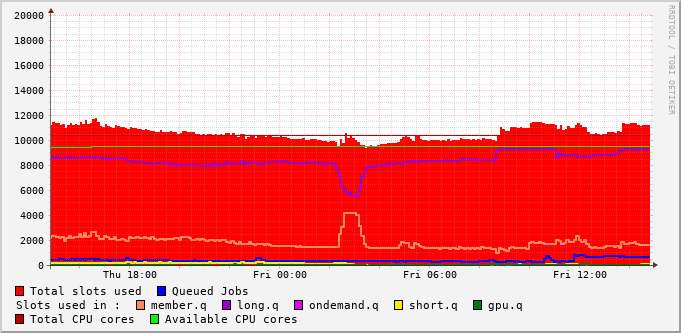 RRDTOOL / TOBI OETIKER
20000
18000
16000
14000
12000
10000
8000
6000
4000
2000
0
Thu 18:00 Fri 00:00 Fri 06:00 Fri 12:00
Total slots used Queued Jobs
Slots used in : member.q long.q ondemand.q short.q gpu.q
Total CPU cores Available CPU cores